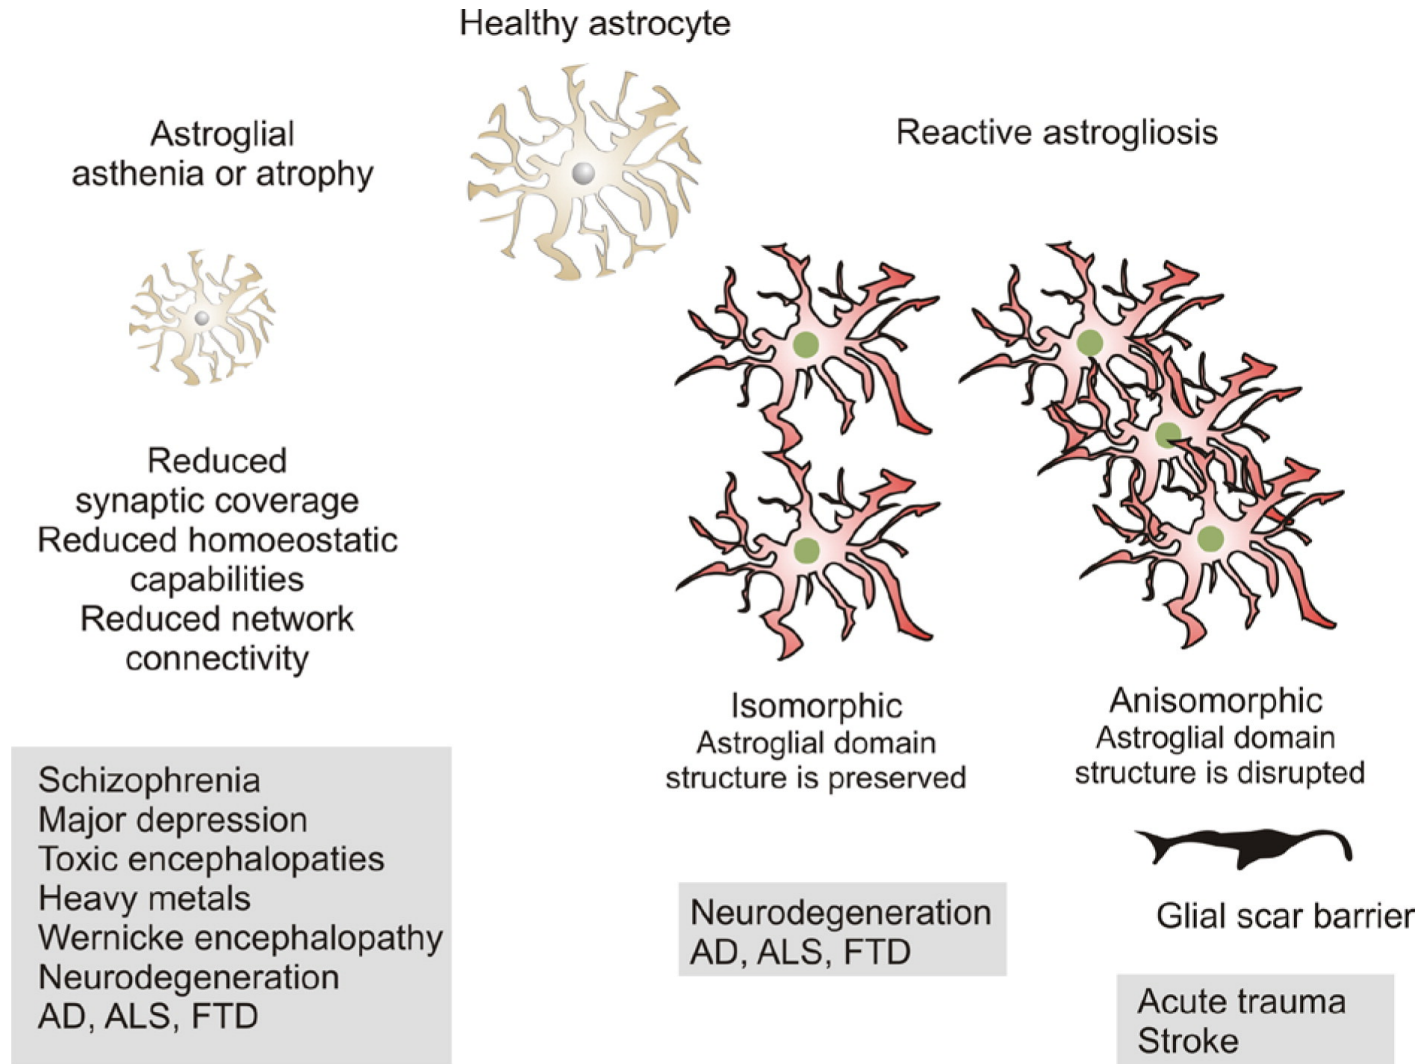 Healthy astrocyte
Astroglial
asthenia or atrophy
Reduced
synaptic coverage
Reduced homoeostatic
capabilities
Reduced network
connectivity
Schizophrenia
Major depression
Toxic encephalopaties
Heavy metals
Wernicke encephalopathy
Neurodegeneration
AD, ALS, FTD
Reactive astrogliosis
Isomorphic
Astroglial domain
structure is preserved
Neurodegeneration
AD, ALS, FTD
Anisomorphic
Astroglial domain
structure is disrupted
Glial scar barrier
Acute trauma
Stroke